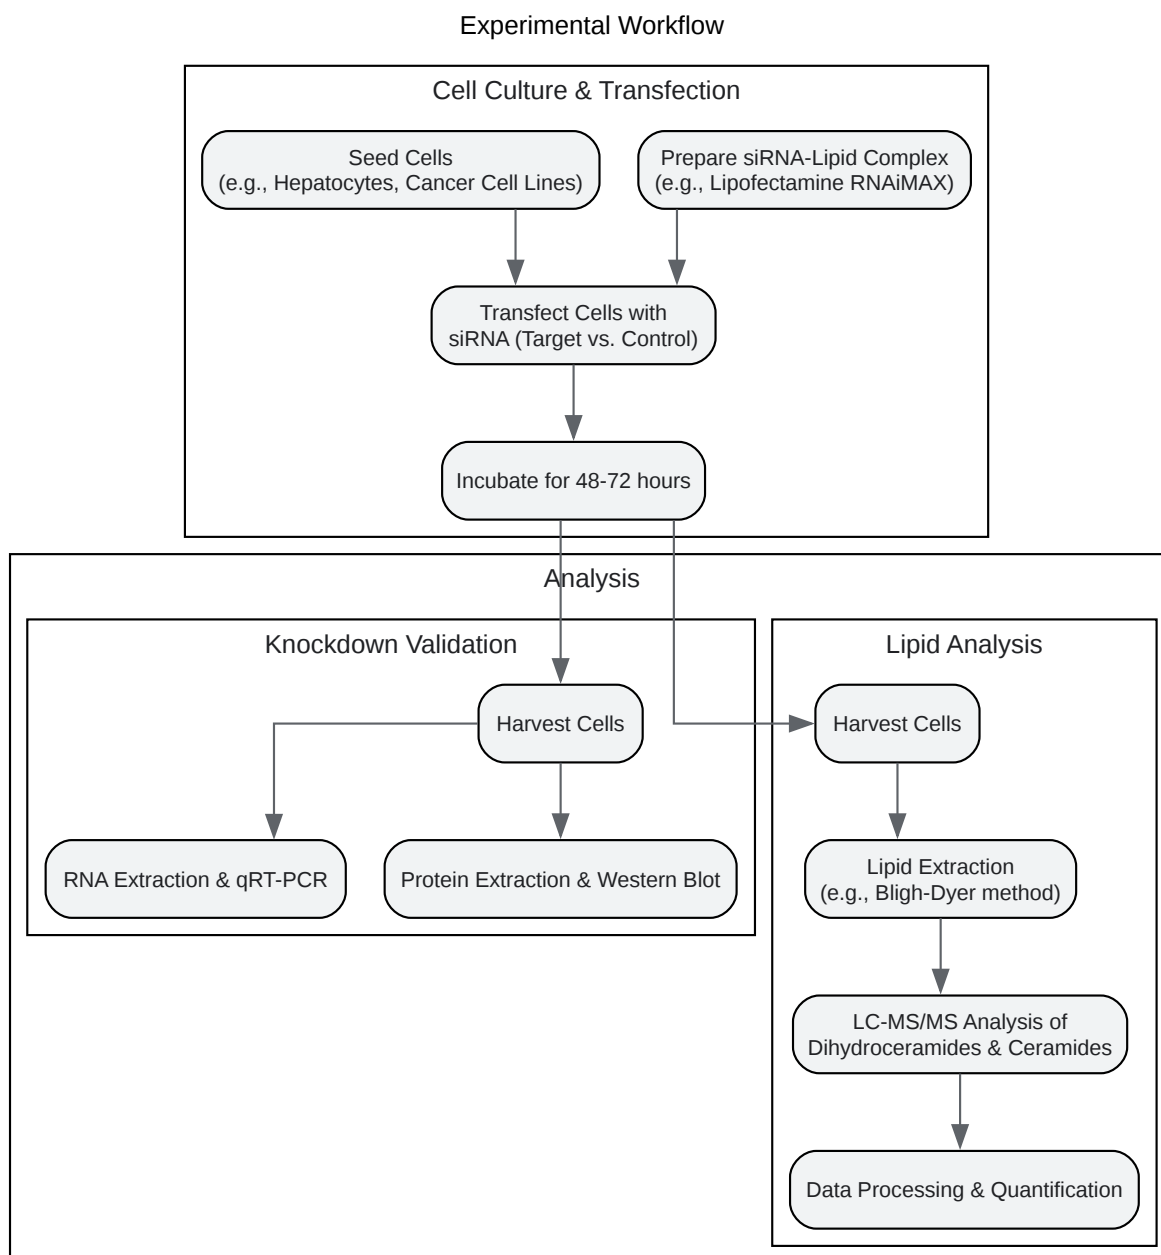 Experimental Workflow
Cell Culture & Transfection
Seed Cells
(e.g., Hepatocytes, Cancer Cell Lines)
Prepare siRNA-Lipid Complex
(e.g., Lipofectamine RNAiMAX)
Transfect Cells with
siRNA (Target vs. Control)
Incubate for 48-72 hours
Analysis
Knockdown Validation
Harvest Cells
RNA Extraction & qRT-PCR
Protein Extraction & Western Blot
Lipid Analysis
Harvest Cells
Lipid Extraction
(e.g., Bligh-Dyer method)
LC-MS/MS Analysis of
Dihydroceramides & Ceramides
Data Processing & Quantification